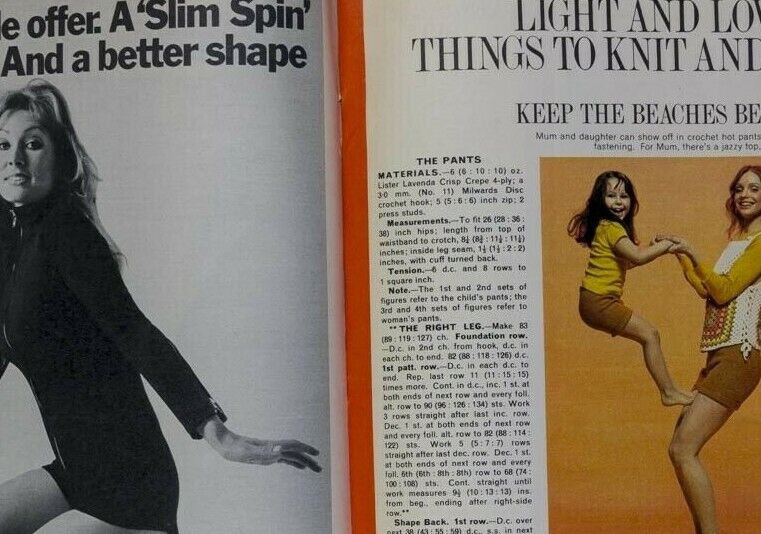 le offer. A 'Slim Spin'
And a better shape
LIGHT AND
THINGS TO KNIT AND
KEEP THE BEACHES
Mum and daughter can show off in crochet hot pants
fastening. For Mum, there's a jazzy top,
THE PANTS
MATERIALS.—6 (6 : 10 : 10) oz.
Lister Lavenda Crisp Crepe 4-ply; a
3·0 mm. (No. 11) Milwards Disc
crochet hook; 5 (5 : 6 : 6) inch zip; 2
press studs.
Measurements.—To fit 26 (28 : 36 :
38) inch hips; length from top of
waistband to crotch, 8¼ (8¾ : 11¼ : 11½)
inches; inside leg seam, 1½ (1½ : 2 : 2)
inches, with cuff turned back.
Tension.—6 d.c. and 8 rows to
1 square inch.
Note.—The 1st and 2nd sets of
figures refer to the child's pants; the
3rd and 4th sets of figures refer to
woman's pants.
** THE RIGHT LEG.—Make 83
(89 : 119 : 127) ch. Foundation row.
—D.c. in 2nd ch. from hook, d.c. in
each ch. to end. 82 (88 : 118 : 126) d.c.
1st patt. row.—D.c. in each d.c. to
end. Rep. last row 11 (11 : 15 : 15)
times more. Cont. in d.c., inc. 1 st. at
both ends of next row and every foll.
alt. row to 90 (96 : 126 : 134) sts. Work
3 rows straight after last inc. row.
Dec. 1 st. at both ends of next row
and every foll. alt. row to 82 (88 : 114 :
122) sts. Work 5 (5 : 7 : 7) rows
straight after last dec. row. Dec. 1 st.
at both ends of next row and every
foll. 6th (6th : 8th : 8th) row to 68 (74 :
100 : 108) sts. Cont. straight until
work measures 9½ (10 : 13 : 13) ins.
from beg., ending after right-side
row.**
Shape Back. 1st row.—D.c. over
next 38 (43 : 55 : 59) d.c., s.s. in next